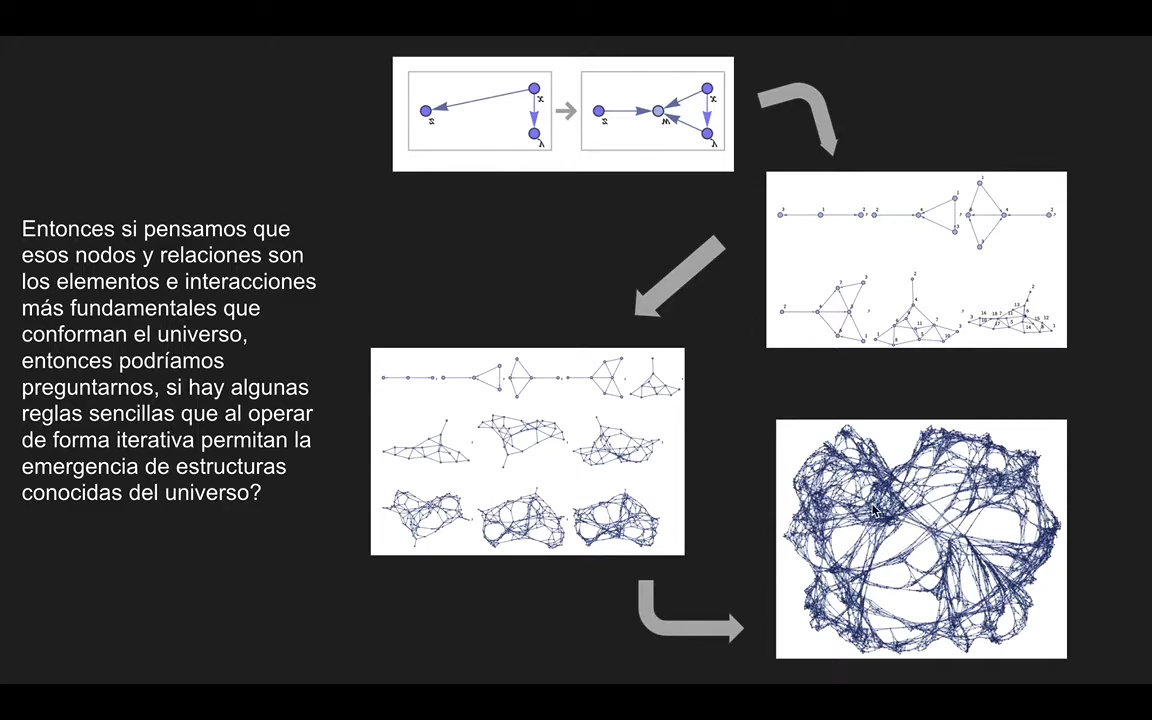 Entonces si pensamos que
esos nodos y relaciones son
los elementos e interacciones
más fundamentales que
conforman el universo,
entonces podríamos
preguntarnos, si hay algunas
reglas sencillas que al operar
de forma iterativa permitan la
emergencia de estructuras
conocidas del universo?